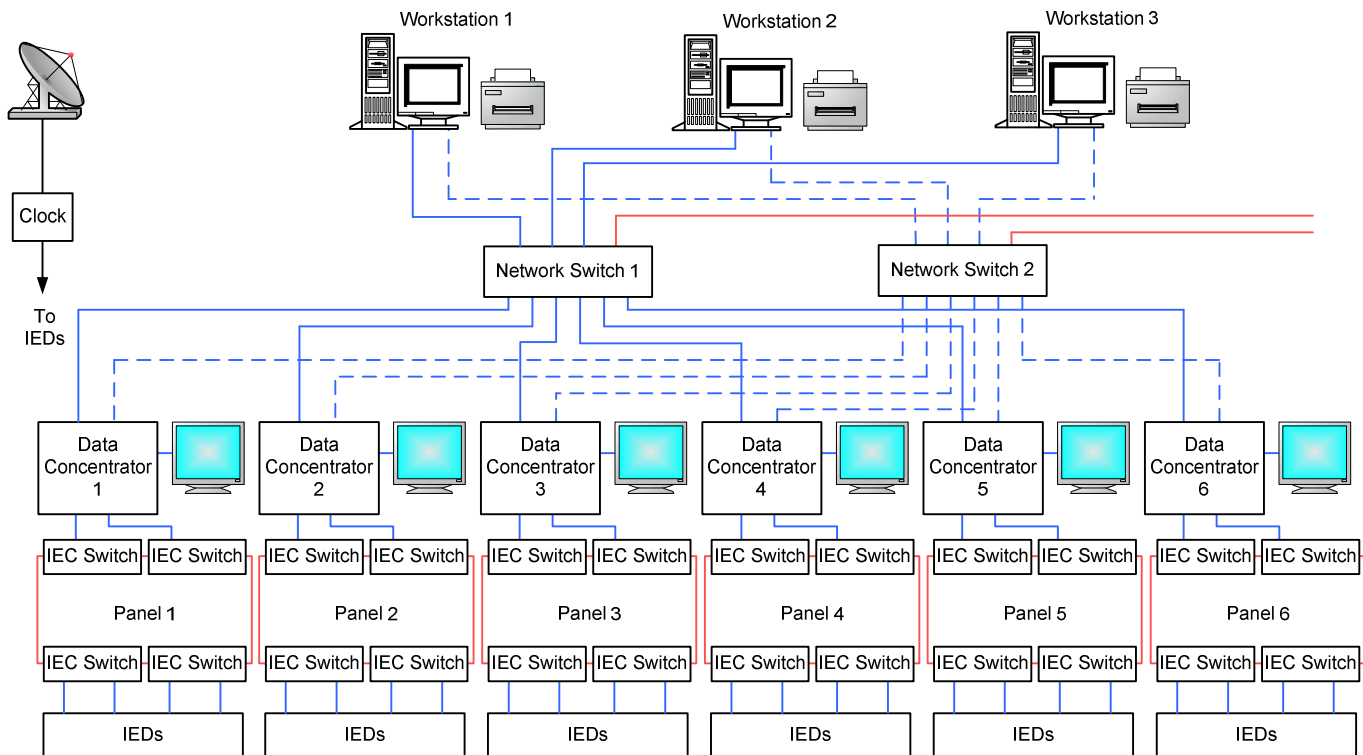 Workstation 1
Workstation 2
Workstation 3
Clock
To
IEDs
Network Switch 1
Network Switch 2
Data
Concentrator
1
Data
Concentrator
2
Data
Concentrator
3
Data
Concentrator
4
Data
Concentrator
5
Data
Concentrator
6
IEC Switch
IEC Switch
IEC Switch
IEC Switch
IEC Switch
IEC Switch
IEC Switch
IEC Switch
IEC Switch
IEC Switch
IEC Switch
IEC Switch
Panel 1
Panel 2
Panel 3
Panel 4
Panel 5
Panel 6
IEC Switch
IEC Switch
IEC Switch
IEC Switch
IEC Switch
IEC Switch
IEC Switch
IEC Switch
IEC Switch
IEC Switch
IEC Switch
IEC Switch
IEDs
IEDs
IEDs
IEDs
IEDs
IEDs